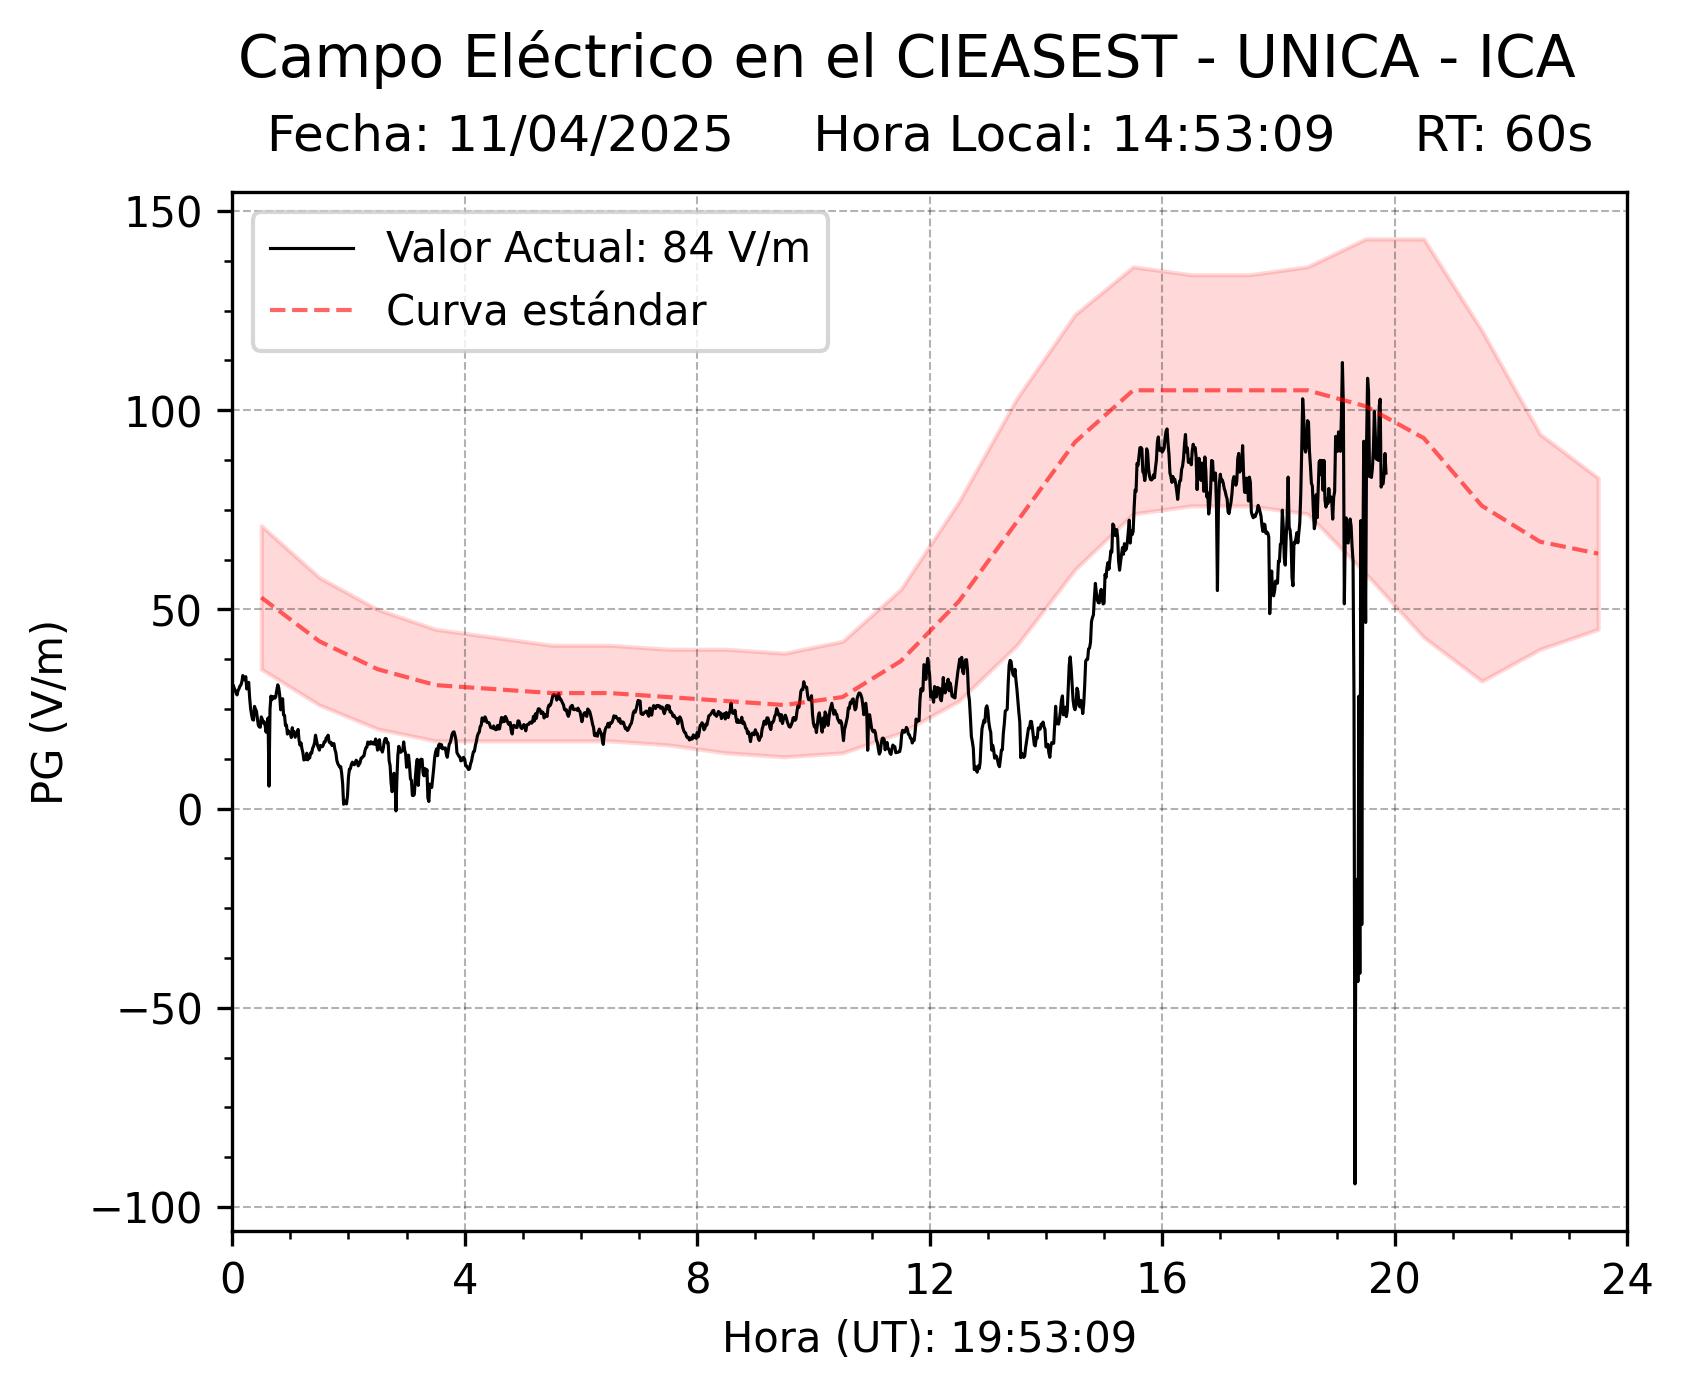 Campo Eléctrico en el CIEASEST - UNICA - ICA
Fecha: 11/04/2025 Hora Local: 14:53:09 RT: 60s
Valor Actual: 84 V/m
Curva estándar
PG (V/m)
150
100
50
0
−50
−100
0 4 8 12 16 20 24
Hora (UT): 19:53:09